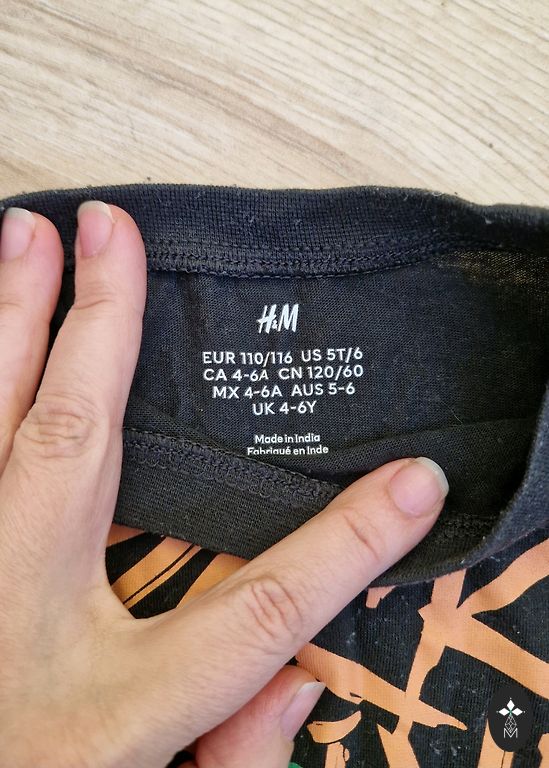 H&M
EUR 110/116 US 5T/6
CA 4-6A CN 120/60
MX 4-6A AUS 5-6
UK 4-6Y
Made in India
Fabriqué en Inde
M